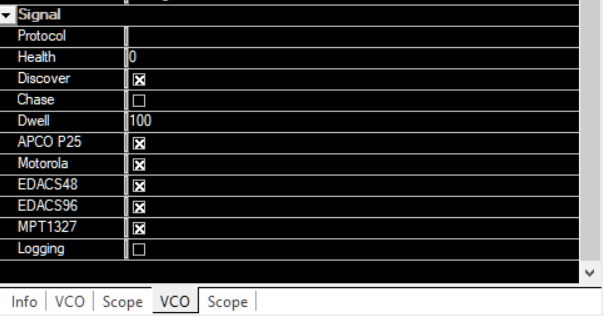 Signal
Protocol
Health 0
Discover
Chase
Dwell 100
APCO P25
Motorola
EDACS48
EDACS96
MPT1327
Logging
Info VCO Scope VCO Scope